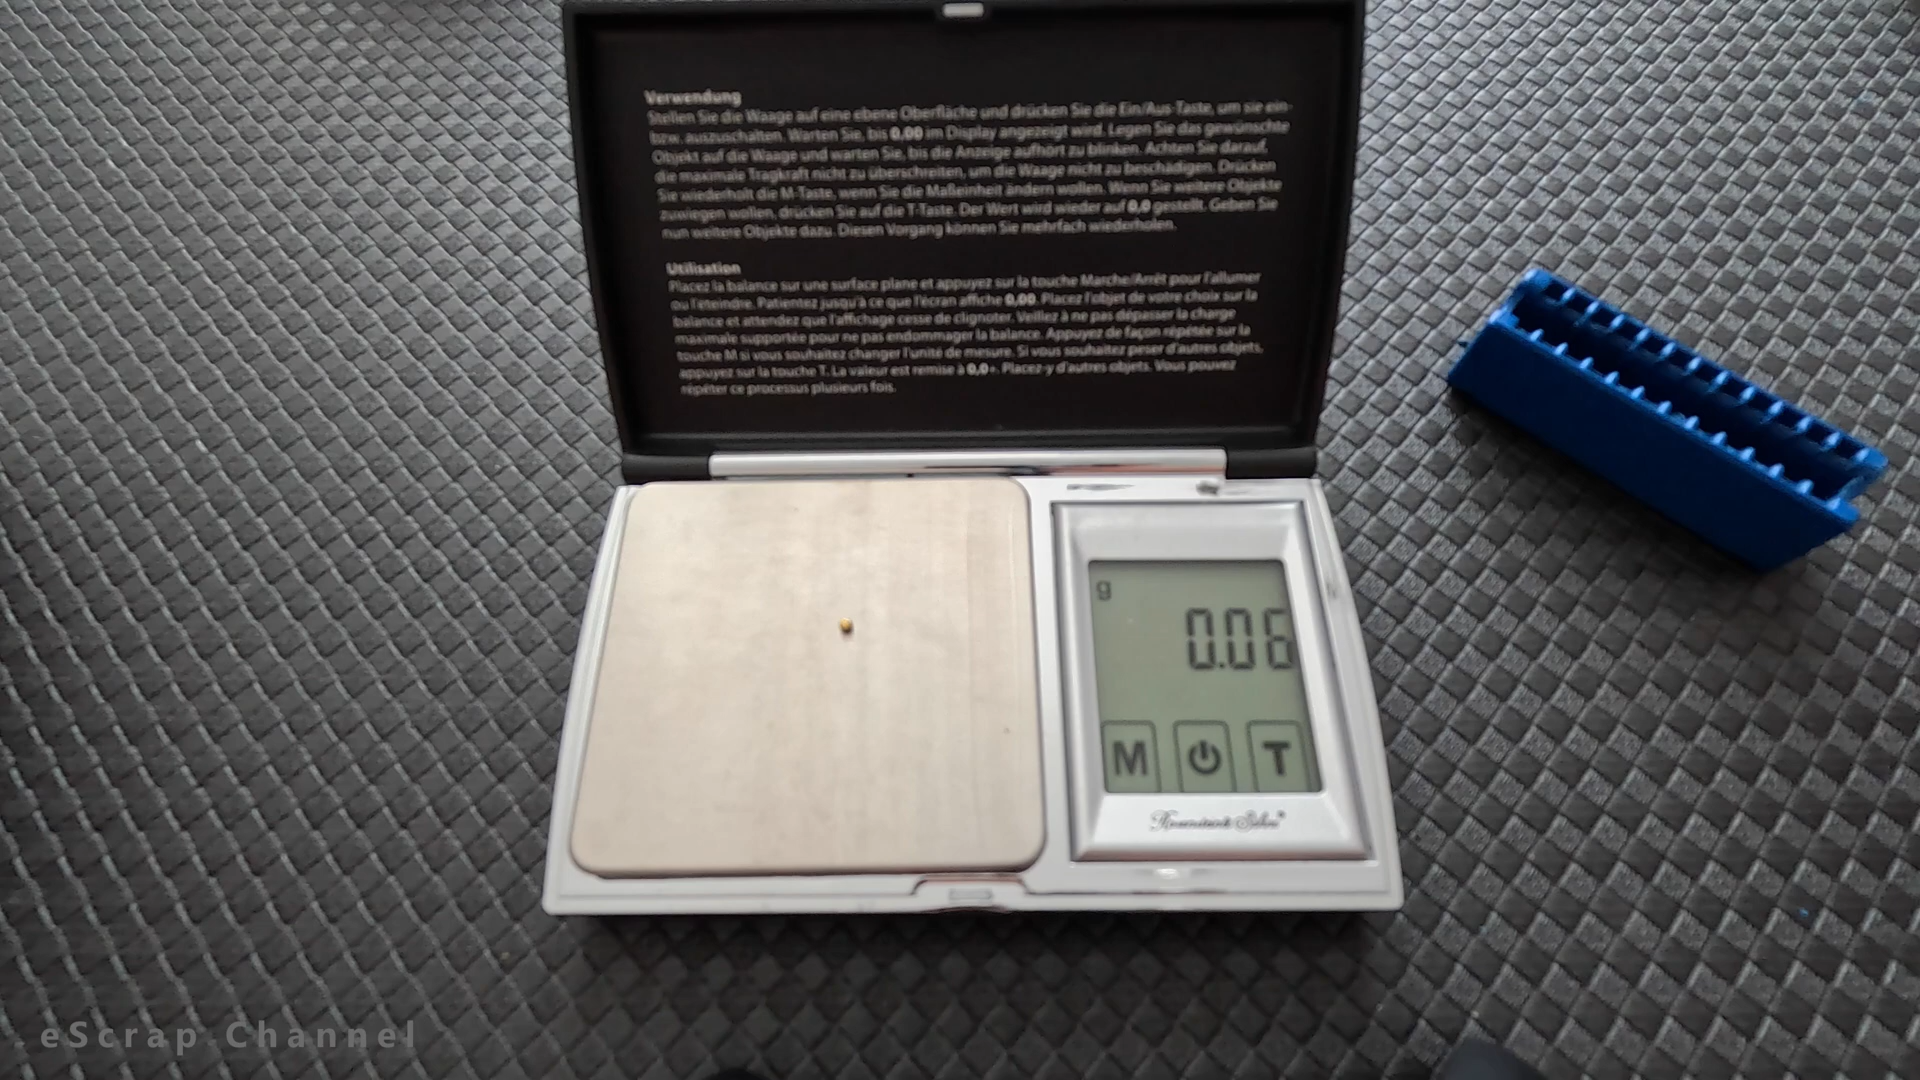 Verwendung
Stellen Sie die Waage auf eine ebene Oberfläche und drücken Sie die Ein/Aus-Taste, um sie ein-
bzw. auszuschalten. Warten Sie, bis 0,00 im Display angezeigt wird. Legen Sie das gewünschte
Objekt auf die Waage und warten Sie, bis die Anzeige aufhört zu blinken. Achten Sie darauf,
die maximale Tragkraft nicht zu überschreiten, um die Waage nicht zu beschädigen. Drücken
Sie wiederholt die M-Taste, wenn Sie die Maßeinheit ändern wollen. Wenn Sie weitere Objekte
zuwiegen wollen, drücken Sie auf die T-Taste. Der Wert wird wieder auf 0,0 gestellt. Geben Sie
nun weitere Objekte dazu. Diesen Vorgang können Sie mehrfach wiederholen.
Utilisation
Placez la balance sur une surface plane et appuyez sur la touche Marche/Arrêt pour l'allumer
ou l'éteindre. Patientez jusqu'à ce que l'écran affiche 0,00. Placez l'objet de votre choix sur la
balance et attendez que l'affichage cesse de clignoter. Veillez à ne pas dépasser la charge
maximale supportée pour ne pas endommager la balance. Appuyez de façon répétée sur la
touche M si vous souhaitez changer l'unité de mesure. Si vous souhaitez peser d'autres objets,
appuyez sur la touche T. La valeur est remise à 0,0. Placez-y d'autres objets. Vous pouvez
répéter ce processus plusieurs fois.
g
0.06
M T
eScrap Channel